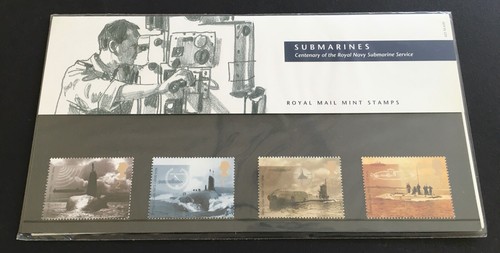 SUBMARINES
Centenary of the Royal Navy Submarine Service
ROYAL MAIL MINT STAMPS